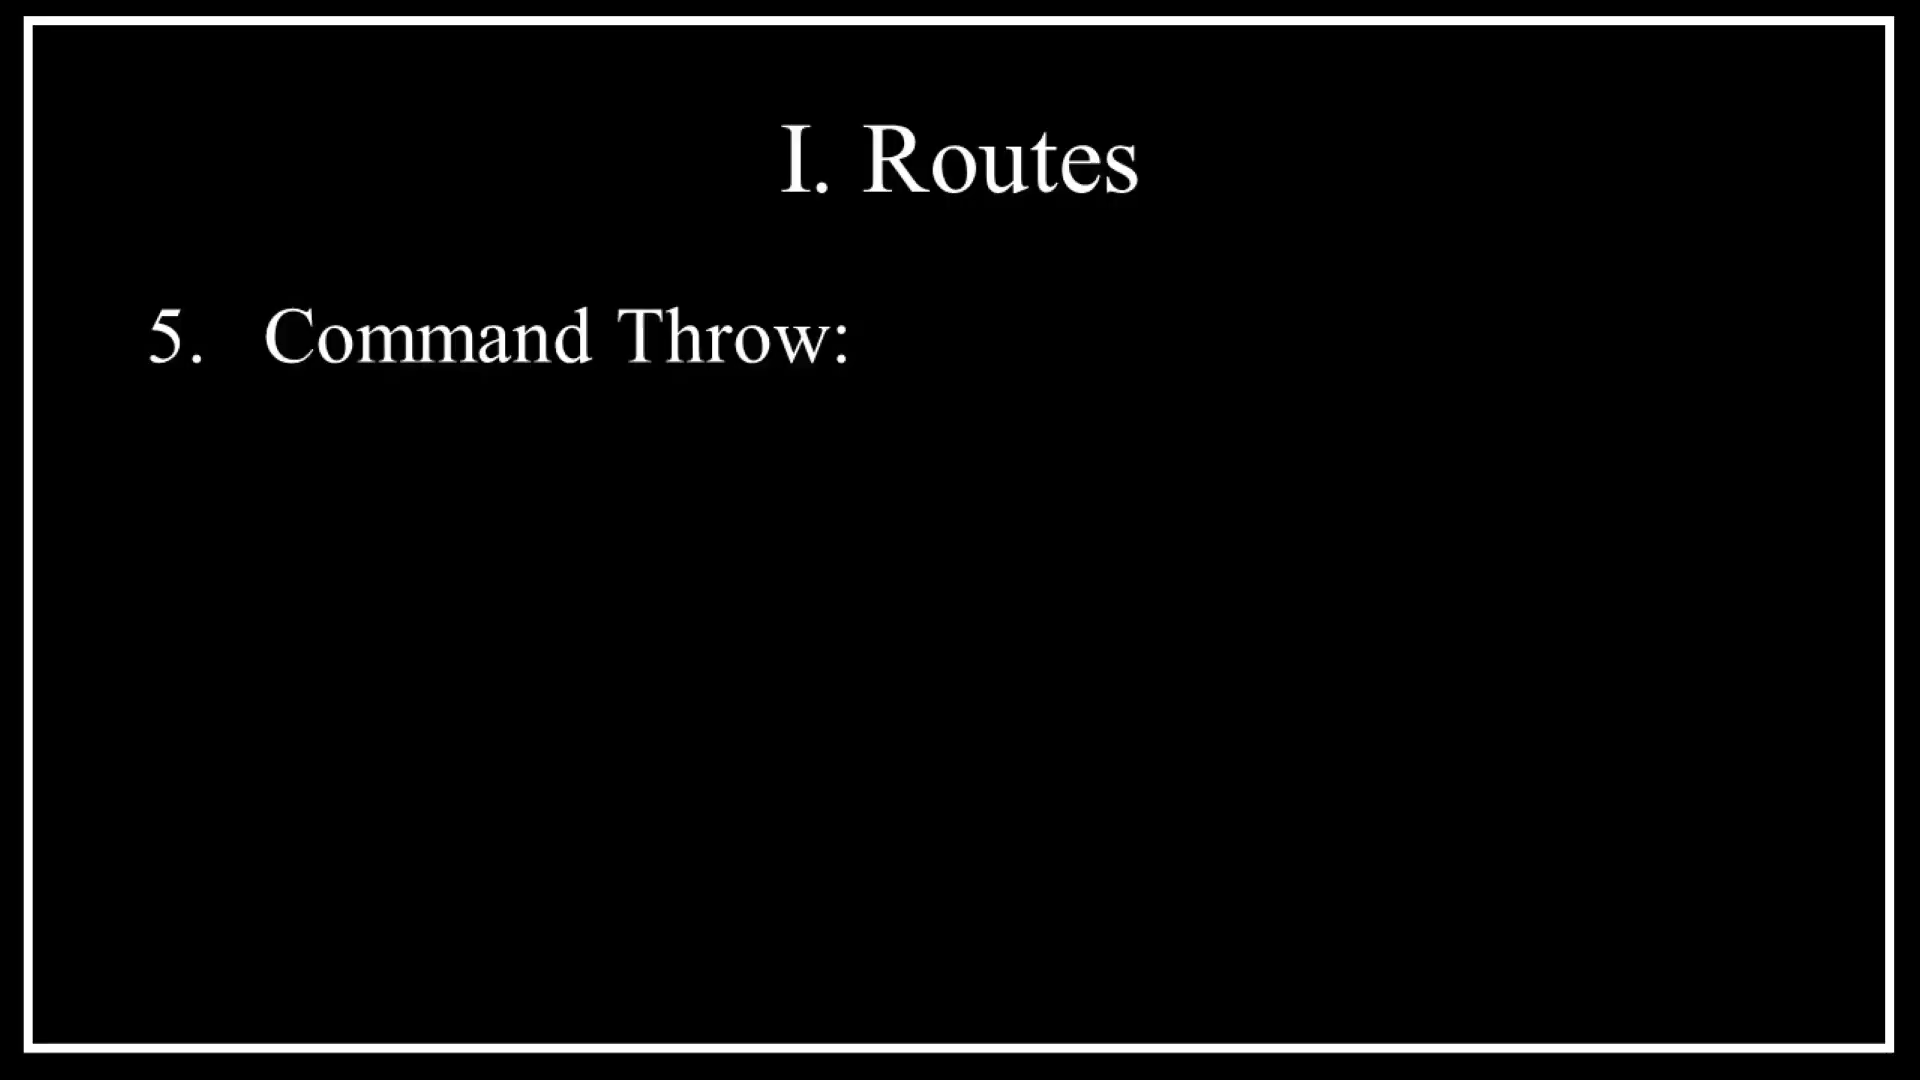 I. Routes
5. Command Throw: